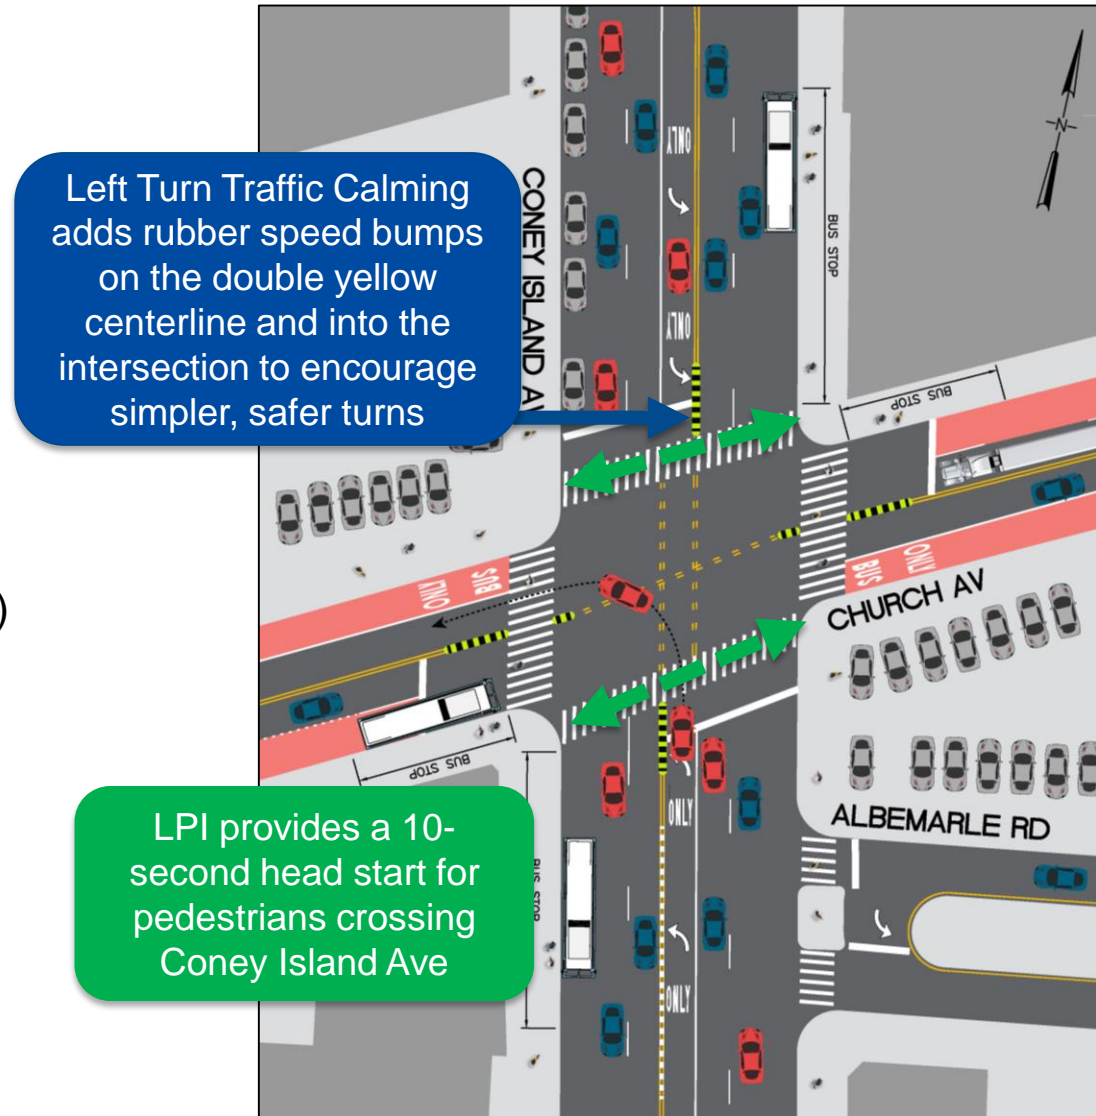 Left Turn Traffic Calming
adds rubber speed bumps
on the double yellow
centerline and into the
intersection to encourage
simpler, safer turns
CONEY ISLAND AV
ONLY
ONLY
BUS STOP
BUS STOP
N
BUS
ONLY
ONLY
BUS
CHURCH AV
)
BUS STOP
ALBEMARLE RD
LPI provides a 10-
second head start for
pedestrians crossing
Coney Island Ave
BUS STOP
ONLY
ONLY